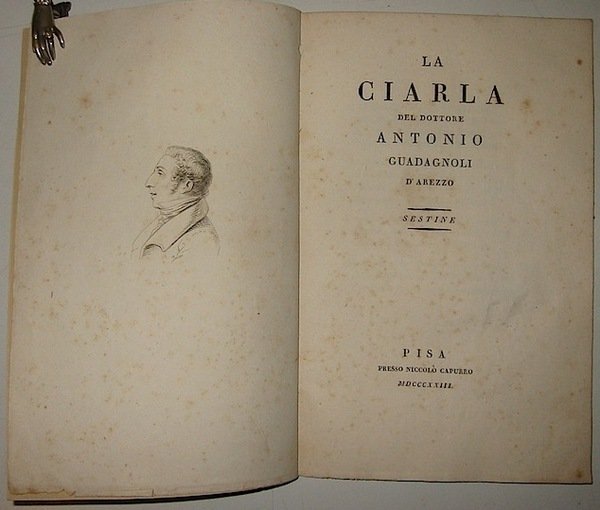 LA
CIARLA
DEL DOTTORE
ANTONIO
GUADAGNOLI
D'AREZZO
SESTINE
PISA
PRESSO NICCOLÒ CAPURRO
MDCCCXXIII.